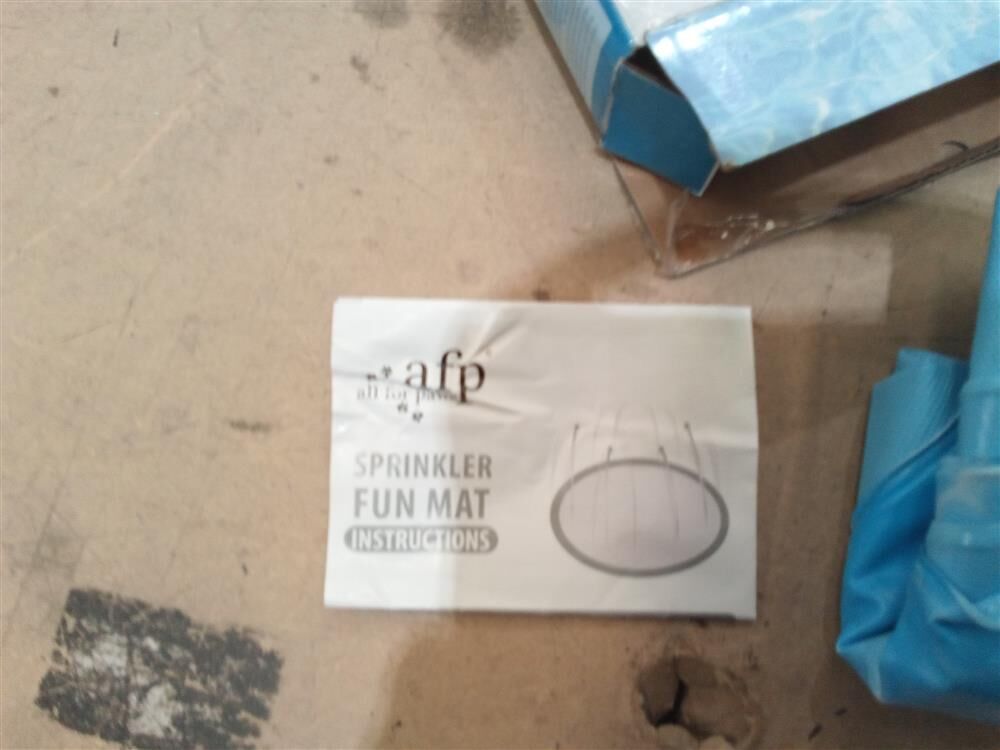 afp
all for paws
SPRINKLER
FUN MAT
INSTRUCTIONS